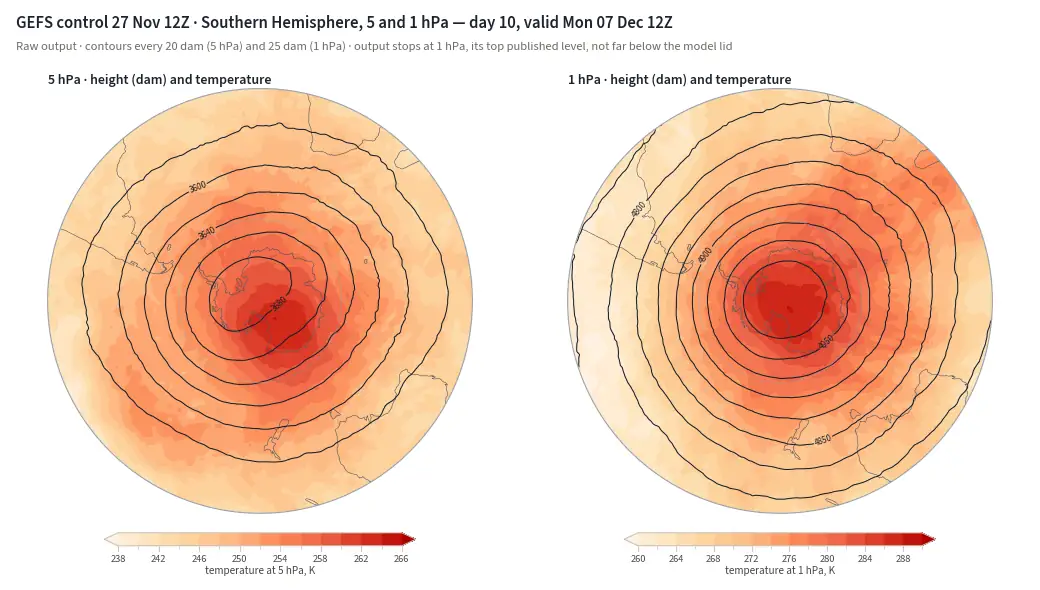 GEFS control 27 Nov 12Z · Southern Hemisphere, 5 and 1 hPa — day 10, valid Mon 07 Dec 12Z
Raw output · contours every 20 dam (5 hPa) and 25 dam (1 hPa) · output stops at 1 hPa, its top published level, not far below the model lid
5 hPa · height (dam) and temperature
1 hPa · height (dam) and temperature
3600
3640
3680
4800
4900
4950
4850
238 242 246 250 254 258 262 266
temperature at 5 hPa, K
260 264 268 272 276 280 284 288
temperature at 1 hPa, K